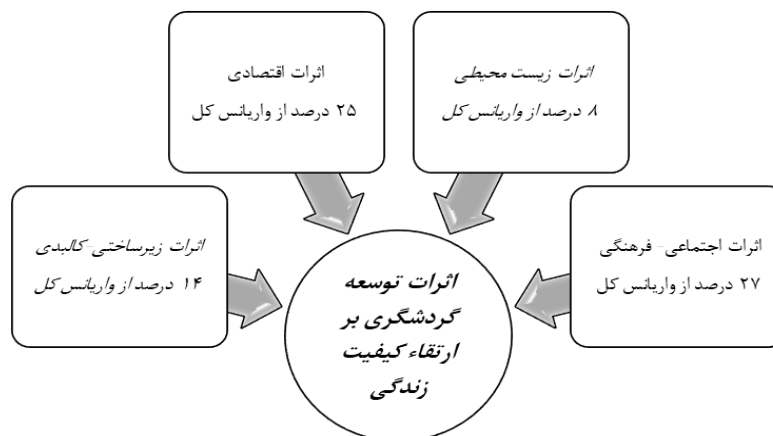 اثرات زیست محیطی
۸ درصد از واریانس کل
اثرات اقتصادی
۲۵ درصد از واریانس کل
اثرات اجتماعی- فرهنگی
۲۷ درصد از واریانس کل
اثرات زیرساختی-کالبدی
۱۴ درصد از واریانس کل
اثرات توسعه
گردشگری بر
ارتقاء کیفیت
زندگی